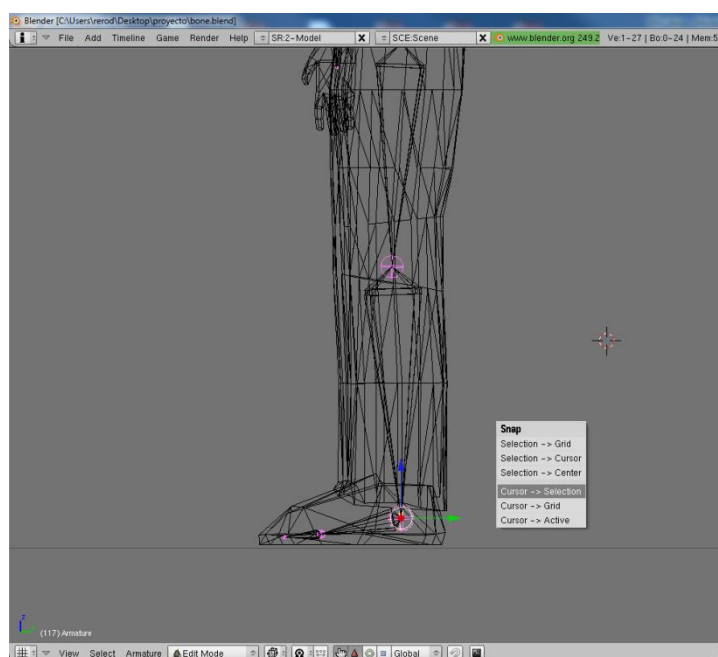 Blender [C:\Users\rerod\Desktop\proyecto\bone.blend]
File Add Timeline Game Render Help SR:2-Model X SCE:Scene X www.blender.org 249.2 Ve:1-27 | Bo:0-24 | Mem:5
Snap
Selection -> Grid
Selection -> Cursor
Selection -> Center
Cursor -> Selection
Cursor -> Grid
Cursor -> Active
z
(117) Armature
View Select Armature Edit Mode Global